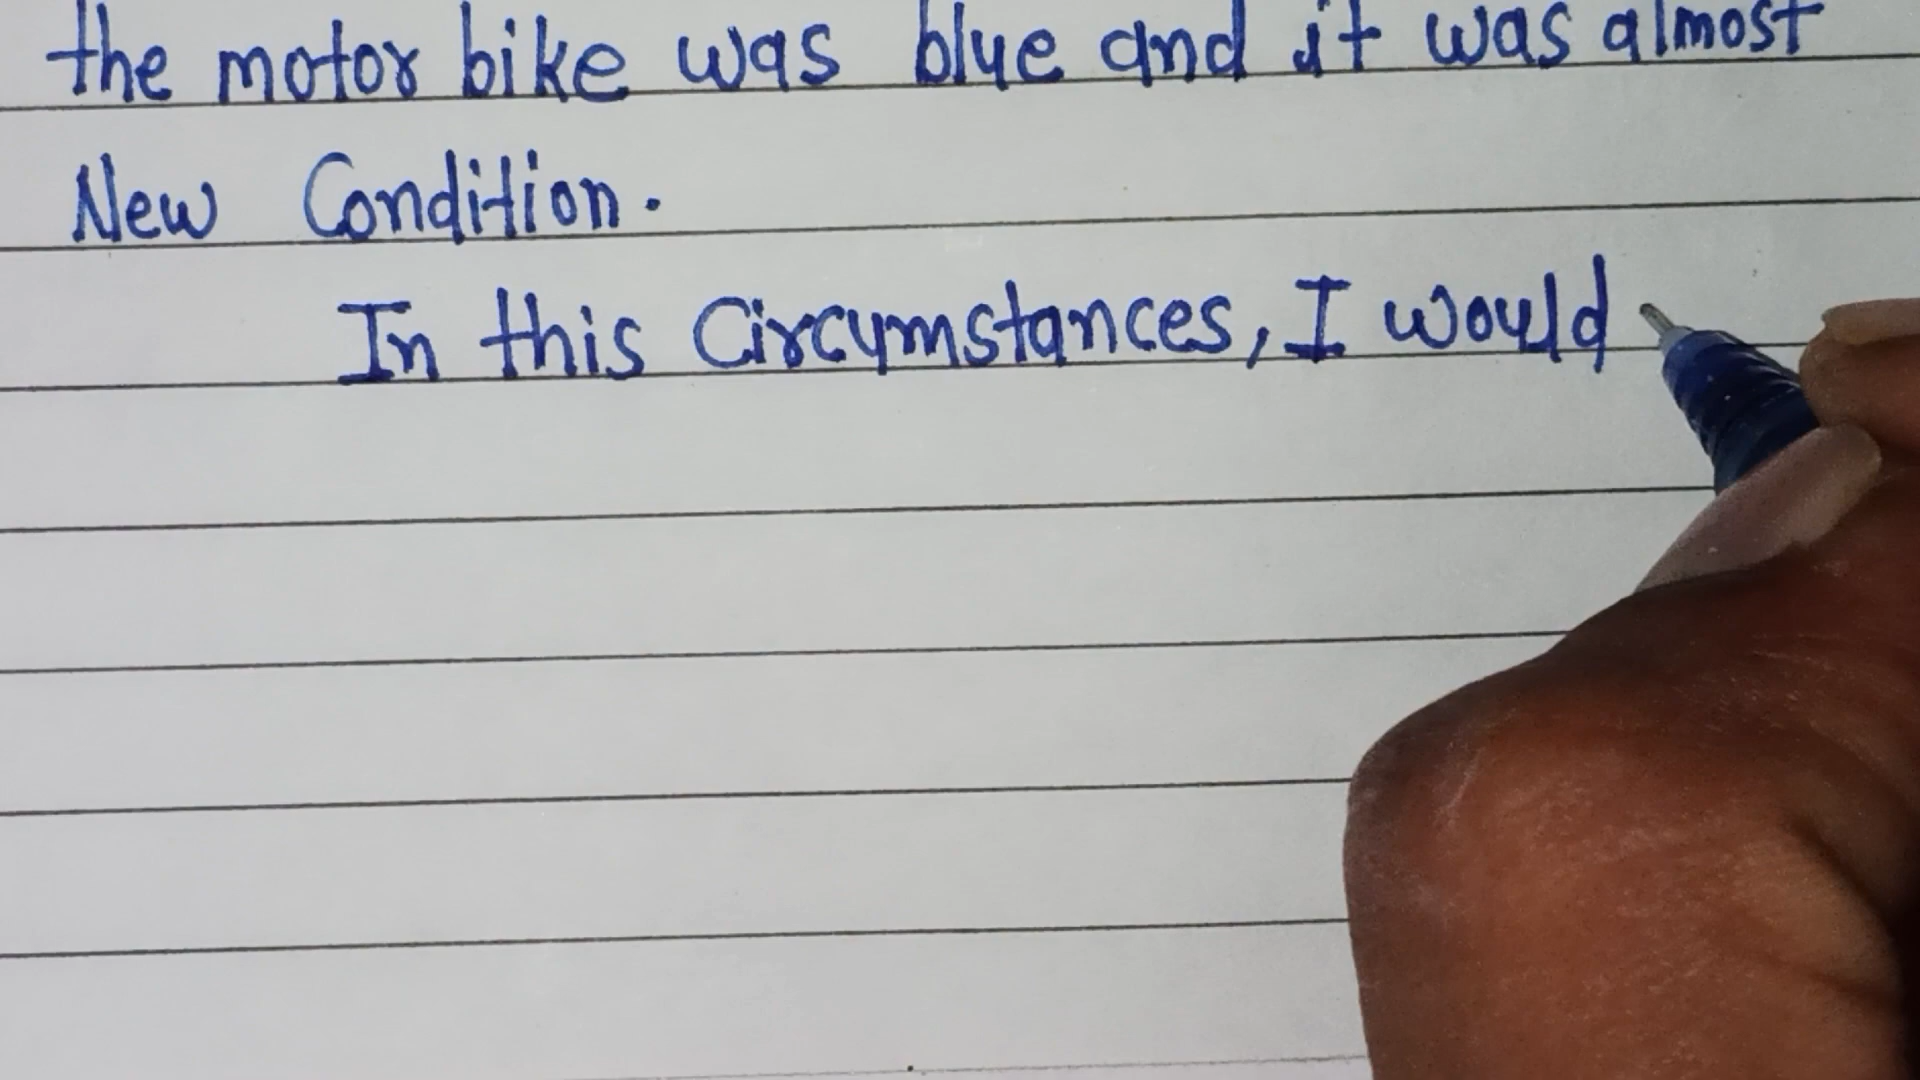 the motor bike was blue and it was almost
New Condition.
In this Circumstances, I would